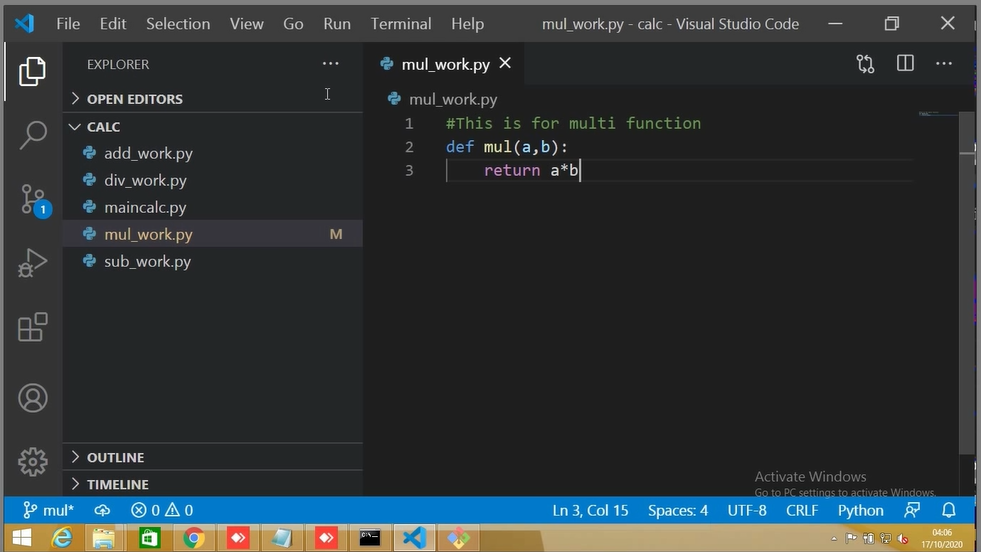 File Edit Selection View Go Run Terminal Help mul_work.py - calc - Visual Studio Code
EXPLORER
OPEN EDITORS
CALC
add_work.py
div_work.py
maincalc.py
mul_work.py M
sub_work.py
OUTLINE
TIMELINE
1
mul_work.py
mul_work.py
1 #This is for multi function
2 def mul(a,b):
3 return a*b
Activate Windows
Go to PC settings to activate Windows.
mul* 0 0 Ln 3, Col 15 Spaces: 4 UTF-8 CRLF Python
04:06
17/10/2020